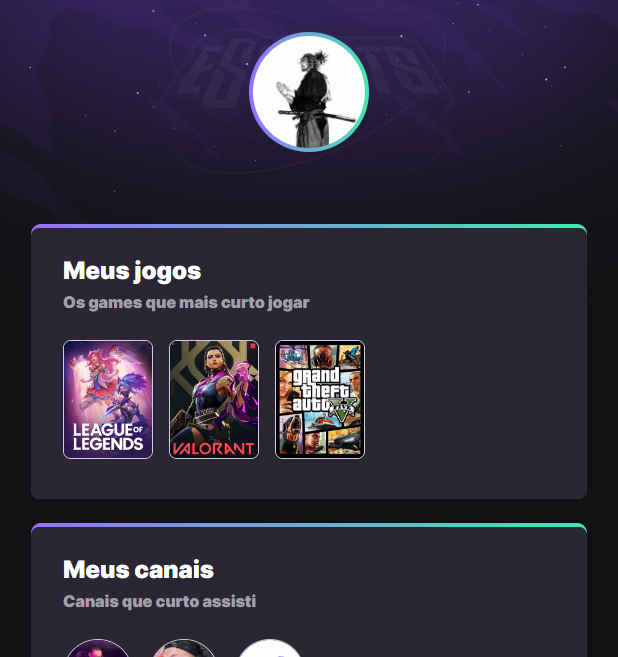 ESPORTS
Meus jogos
Os games que mais curto jogar
LEAGUE OF
LEGENDS
VALORANT
grand
theft
auto V
Meus canais
Canais que curto assisti